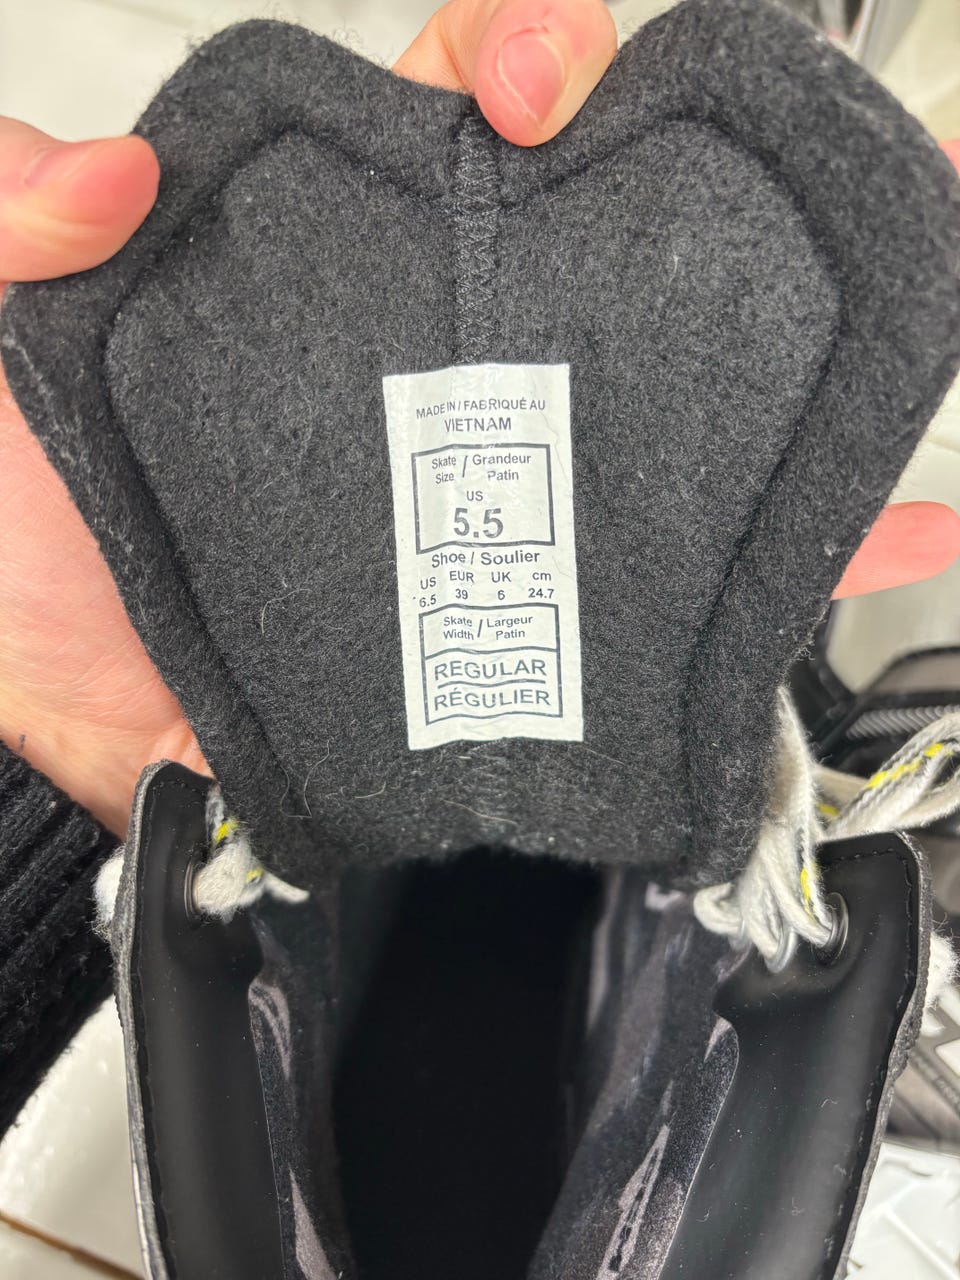 MADE IN / FABRIQUÉ AU
VIETNAM
Skate Size / Grandeur Patin
US
5.5
Shoe / Soulier
US EUR UK cm
6.5 39 6 24.7
Skate Width / Largeur Patin
REGULAR
RÉGULIER